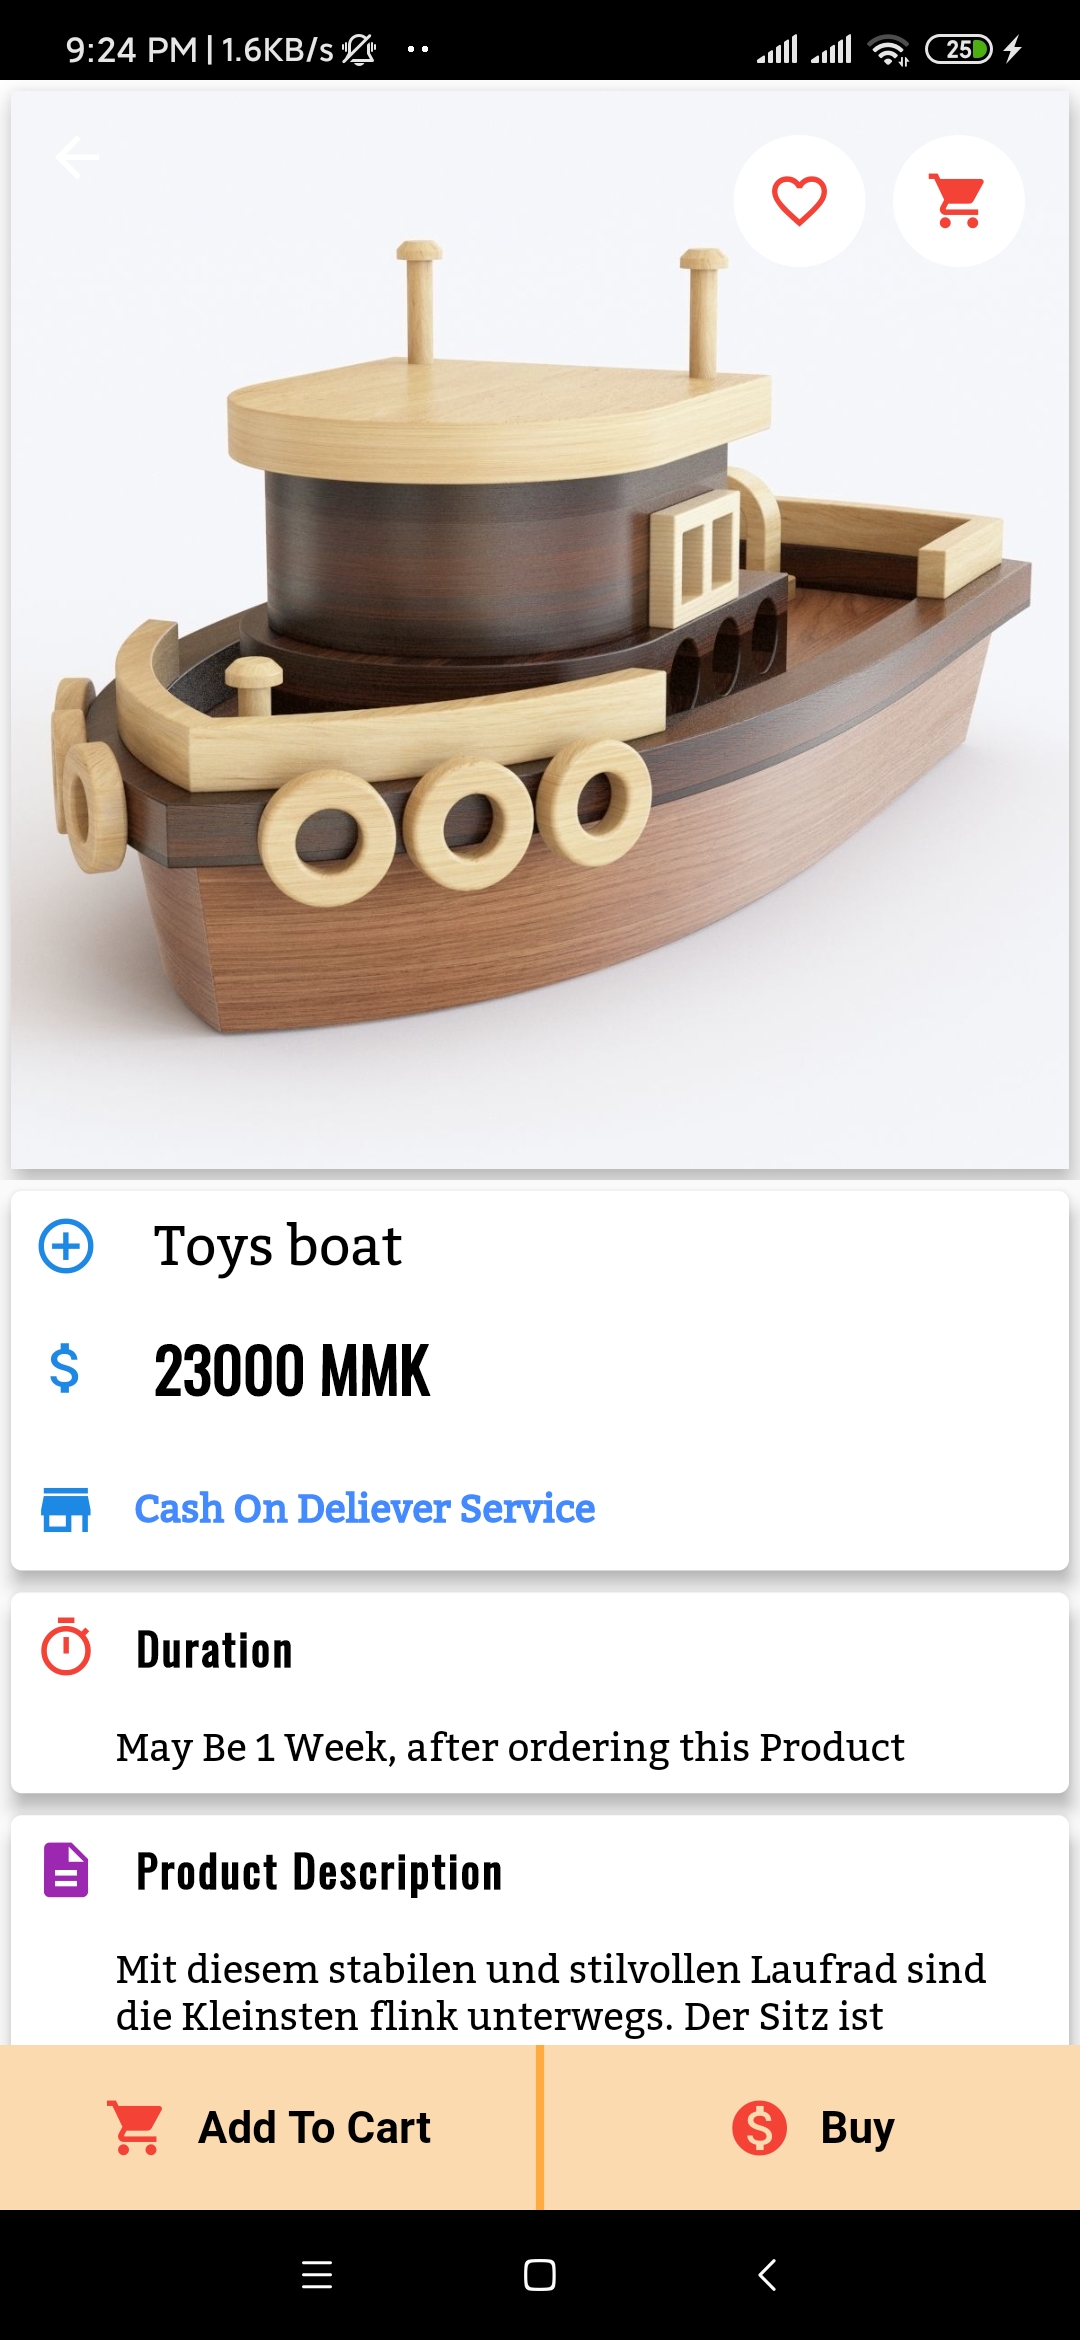 9:24 PM | 1.6KB/s
25
Toys boat
23000 MMK
Cash On Deliever Service
Duration
May Be 1 Week, after ordering this Product
Product Description
Mit diesem stabilen und stilvollen Laufrad sind
die Kleinsten flink unterwegs. Der Sitz ist
Add To Cart
Buy